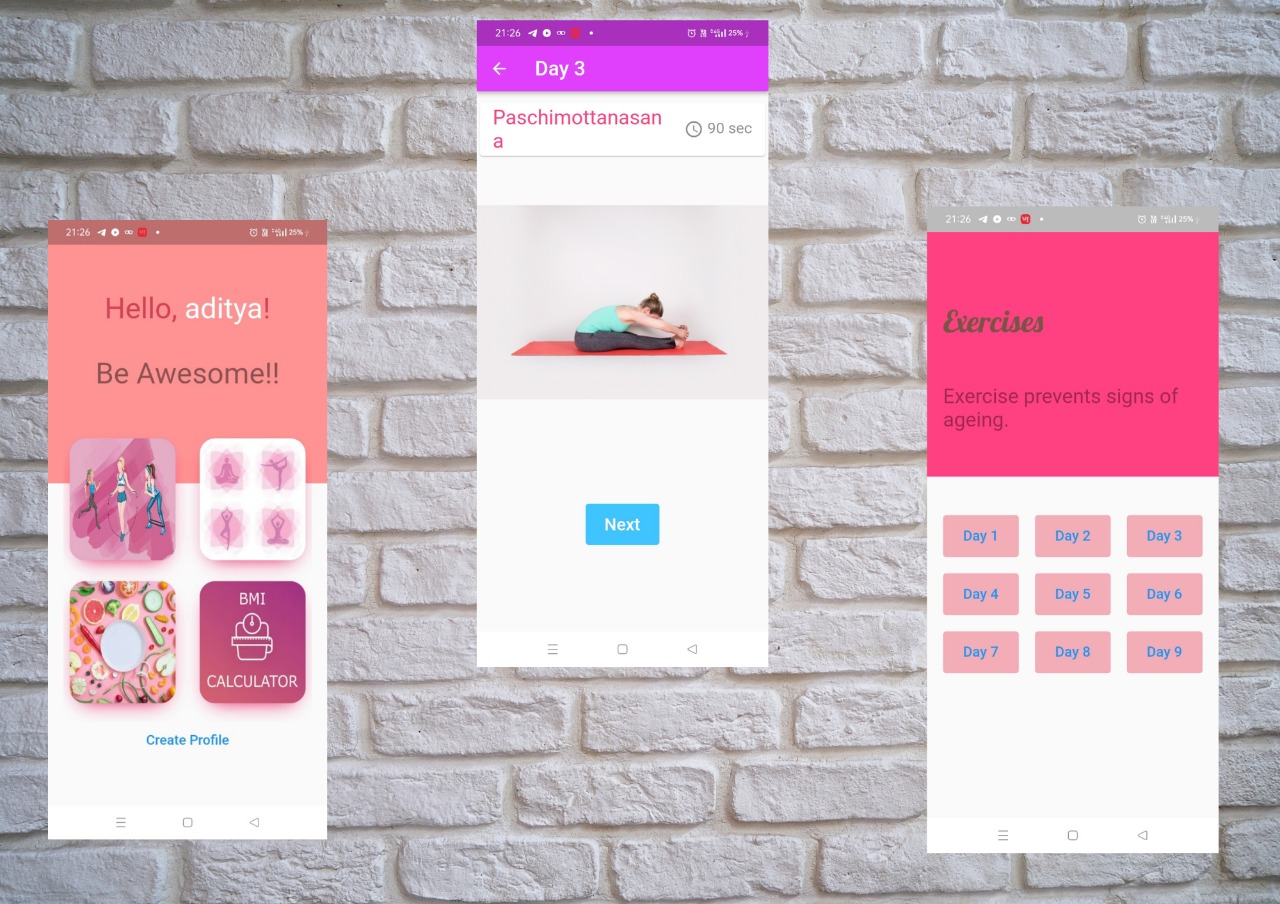 21:26
25%
Hello, aditya!
Be Awesome!!
BMI
CALCULATOR
Create Profile
21:26
25%
Day 3
Paschimottanasan
a
90 sec
Next
21:26
25%
Exercises
Exercise prevents signs of
ageing.
Day 1 Day 2 Day 3
Day 4 Day 5 Day 6
Day 7 Day 8 Day 9